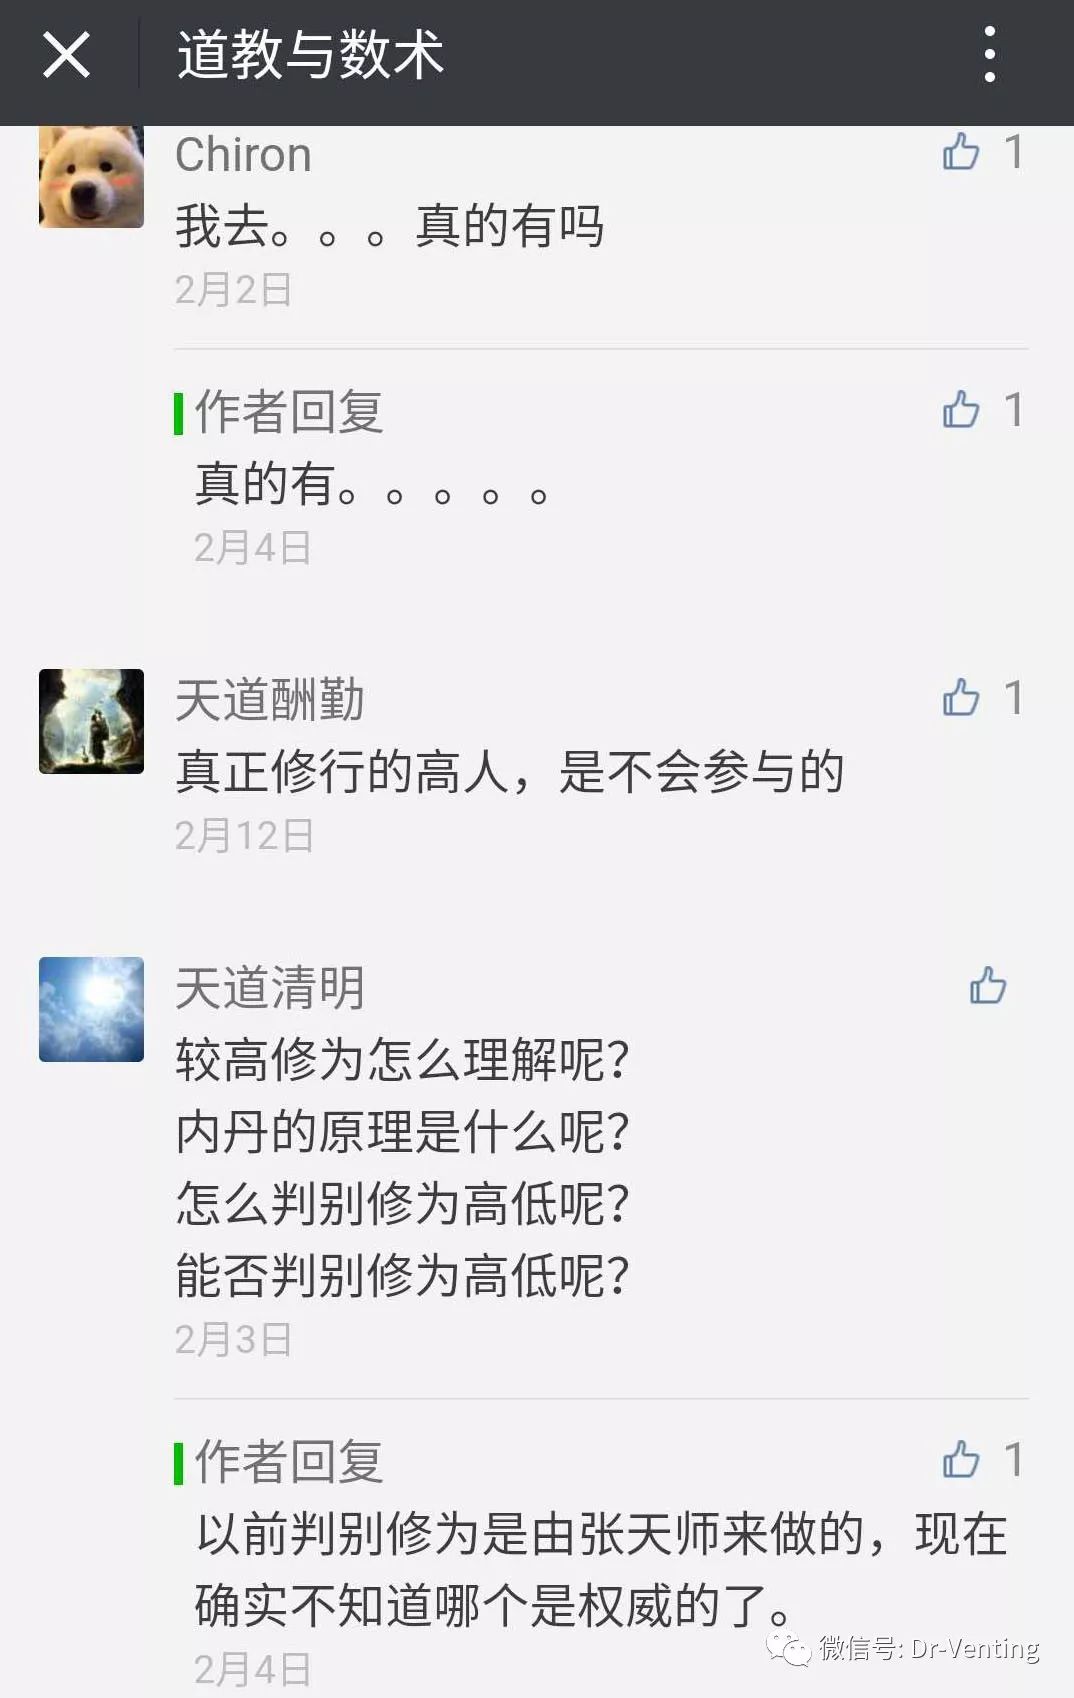 道教与数术
Chiron
1
我去。。。真的有吗
2月2日
作者回复
1
真的有。。。。。
2月4日
天道酬勤
1
真正修行的高人，是不会参与的
2月12日
天道清明
较高修为怎么理解呢？
内丹的原理是什么呢？
怎么判别修为高低呢？
能否判别修为高低呢？
2月3日
作者回复
1
以前判别修为是由张天师来做的，现在
确实不知道哪个是权威的了。
2月4日
微信号: Dr-Venting